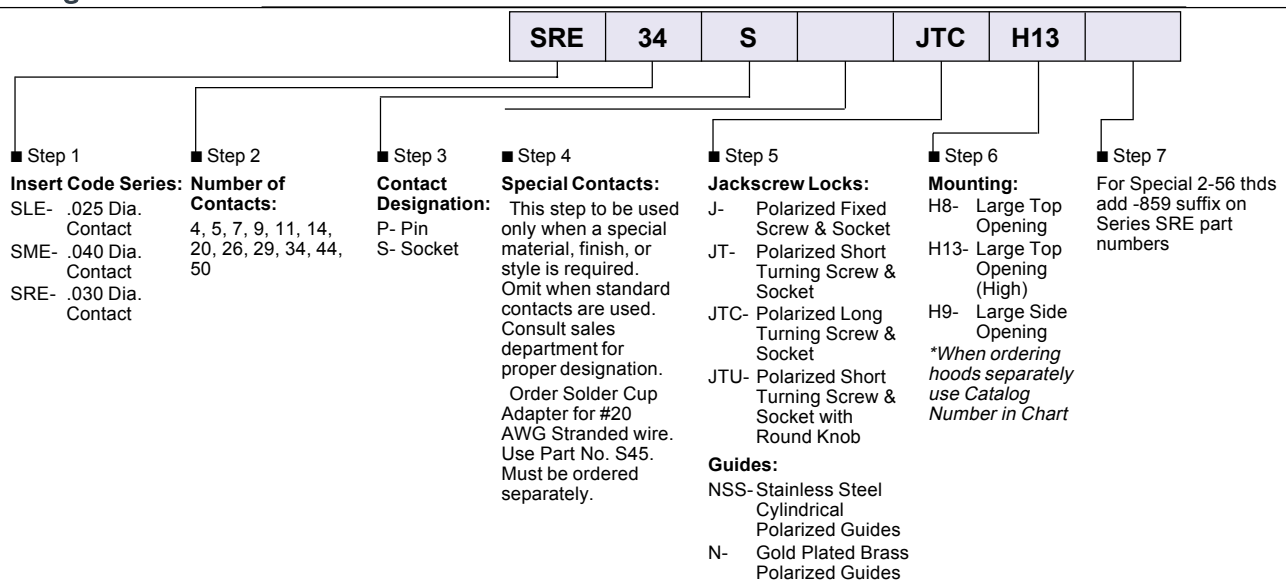 SRE 34 S JTC H13
■ Step 1
Insert Code Series:
SLE- .025 Dia.
Contact
SME- .040 Dia.
Contact
SRE- .030 Dia.
Contact
■ Step 2
Number of
Contacts:
4, 5, 7, 9, 11, 14,
20, 26, 29, 34, 44,
50
■ Step 3
Contact
Designation:
P- Pin
S- Socket
■ Step 4
Special Contacts:
This step to be used
only when a special
material, finish, or
style is required.
Omit when standard
contacts are used.
Consult sales
department for
proper designation.
Order Solder Cup
Adapter for #20
AWG Stranded wire.
Use Part No. S45.
Must be ordered
separately.
■ Step 5
Jackscrew Locks:
J- Polarized Fixed
Screw & Socket
JT- Polarized Short
Turning Screw &
Socket
JTC- Polarized Long
Turning Screw &
Socket
JTU- Polarized Short
Turning Screw &
Socket with
Round Knob
Guides:
NSS- Stainless Steel
Cylindrical
Polarized Guides
N- Gold Plated Brass
Polarized Guides
■ Step 6
Mounting:
H8- Large Top
Opening
H13- Large Top
Opening
(High)
H9- Large Side
Opening
*When ordering
hoods separately
use Catalog
Number in Chart
■ Step 7
For Special 2-56 thds
add -859 suffix on
Series SRE part
numbers